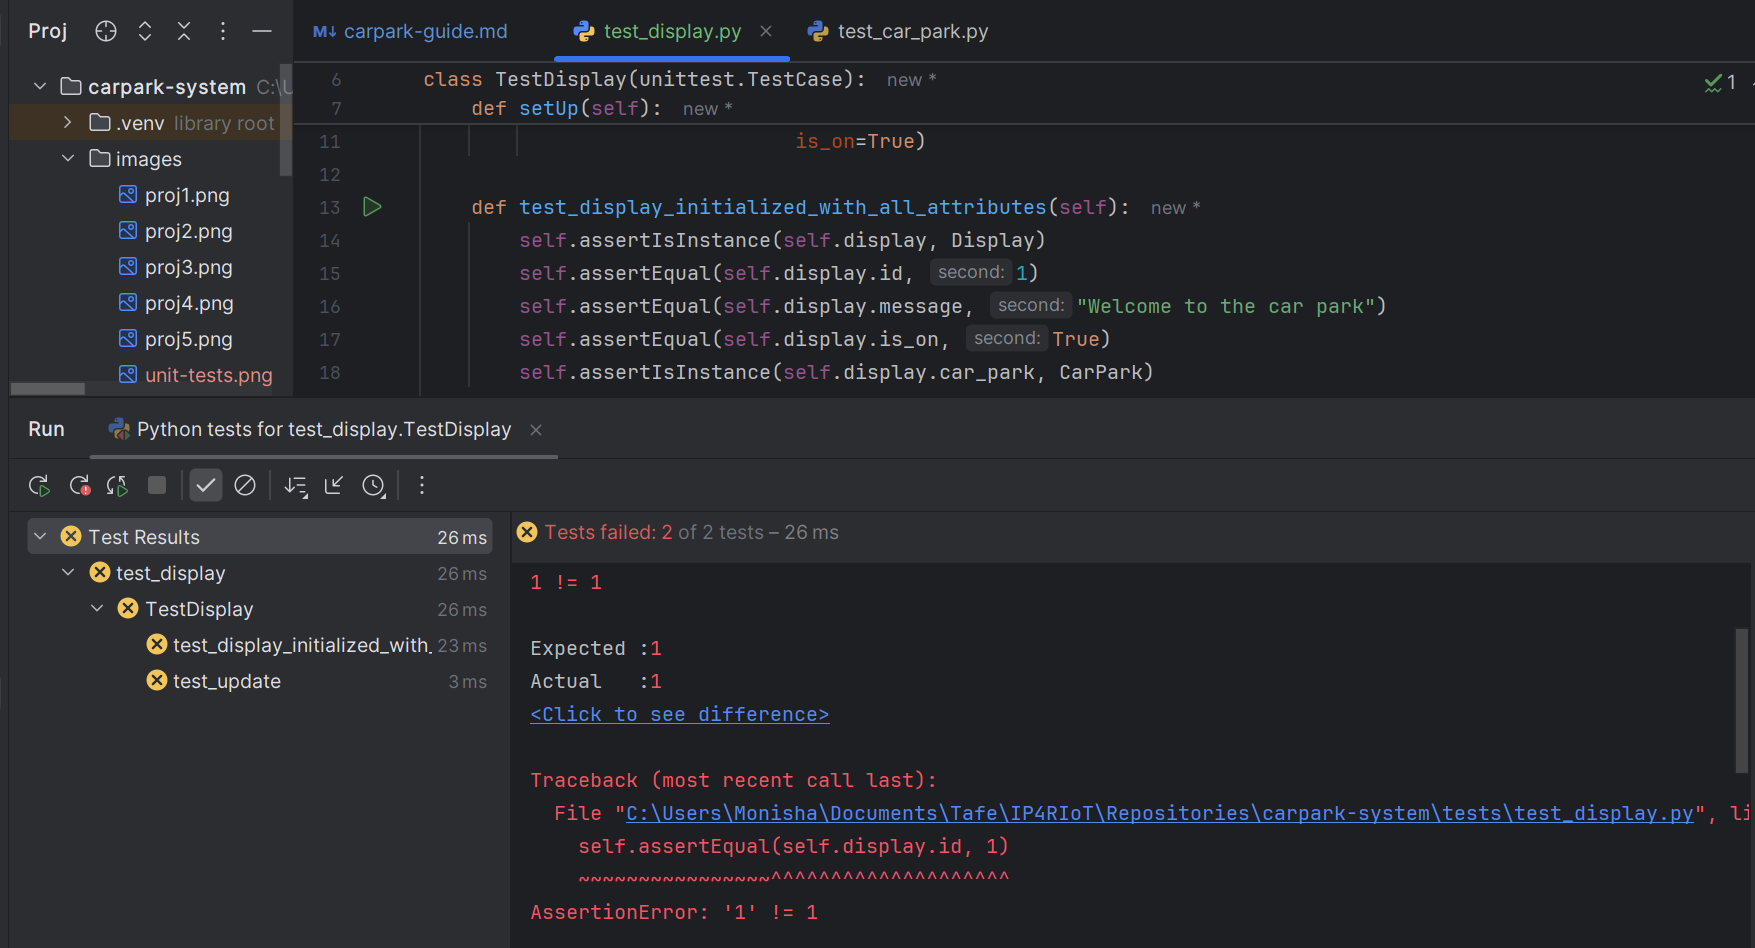 Proj
carpark-guide.md
test_display.py
test_car_park.py
carpark-system C:\U
.venv library root
images
proj1.png
proj2.png
proj3.png
proj4.png
proj5.png
unit-tests.png
6 class TestDisplay(unittest.TestCase): new *
7 def setUp(self): new *
11 is_on=True)
12
13 def test_display_initialized_with_all_attributes(self): new *
14 self.assertIsInstance(self.display, Display)
15 self.assertEqual(self.display.id, second: 1)
16 self.assertEqual(self.display.message, second: "Welcome to the car park")
17 self.assertEqual(self.display.is_on, second: True)
18 self.assertIsInstance(self.display.car_park, CarPark)
1
Run
Python tests for test_display.TestDisplay
Test Results 26 ms
test_display 26 ms
TestDisplay 26 ms
test_display_initialized_with_ 23 ms
test_update 3 ms
Tests failed: 2 of 2 tests – 26 ms
1 != 1
Expected :1
Actual :1
<Click to see difference>
Traceback (most recent call last):
File "C:\Users\Monisha\Documents\Tafe\IP4RIoT\Repositories\carpark-system\tests\test_display.py", li
self.assertEqual(self.display.id, 1)
~~~~~~~~~~~~~~~~^^^^^^^^^^^^^^^^^^^^
AssertionError: '1' != 1